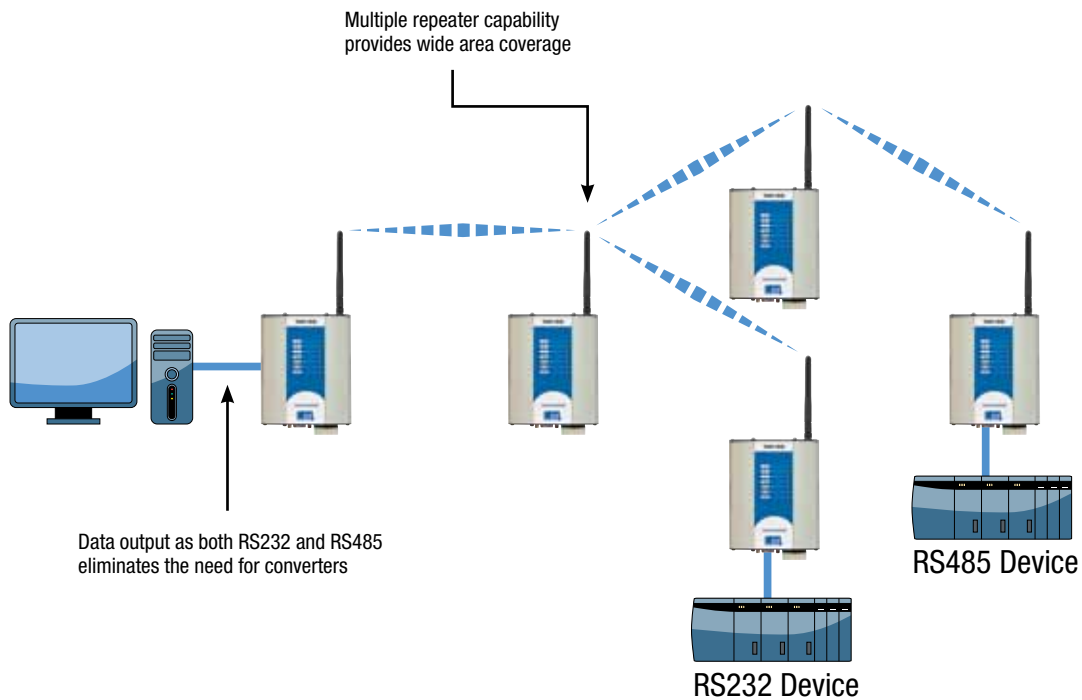 Multiple repeater capability
provides wide area coverage
Data output as both RS232 and RS485
eliminates the need for converters
RS485 Device
RS232 Device